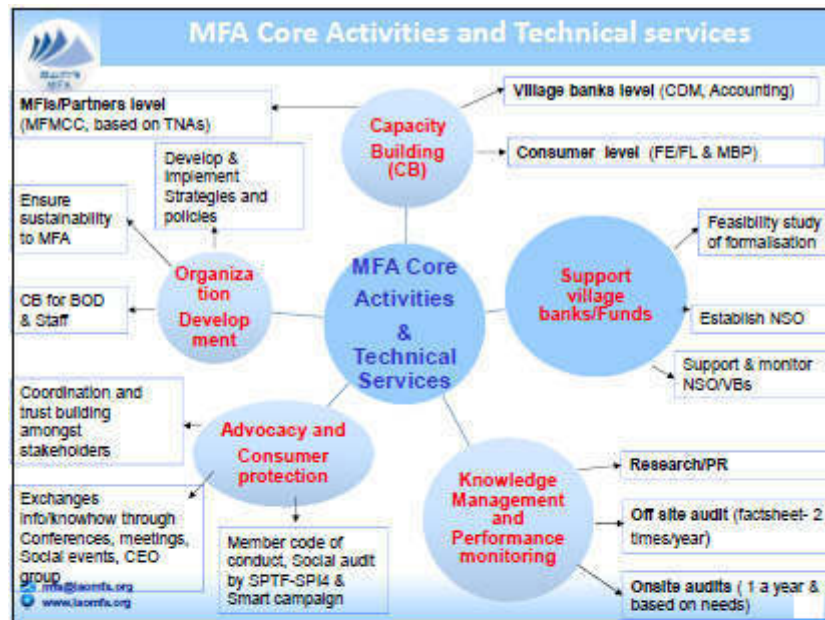 MFA Core Activities and Technical services
MFA
MFIs/Partners level
(MFMCC, based on TNAs)
Capacity
Building
(CB)
Village banks level (CDM, Accounting)
Consumer level (FE/FL & MBP)
Develop &
Implement
Strategies and
policies
Ensure
sustainability
to MFA
CB for BOD
& Staff
Organiza
tion
Develop
ment
MFA Core
Activities
&
Technical
Services
Support
village
banks/Funds
Feasibility study
of formalisation
Establish NSO
Support & monitor
NSO/VBs
Coordination and
trust building
amongst
stakeholders
Advocacy and
Consumer
protection
Exchanges
info/knowhow through
Conferences, meetings,
Social events, CEO
group
Member code of
conduct, Social audit
by SPTF-SPI4 &
Smart campaign
Knowledge
Management
and
Performance
monitoring
Research/PR
Off site audit (factsheet- 2
times/year)
Onsite audits ( 1 a year &
based on needs)
mfa@laomfa.org
www.laomfa.org